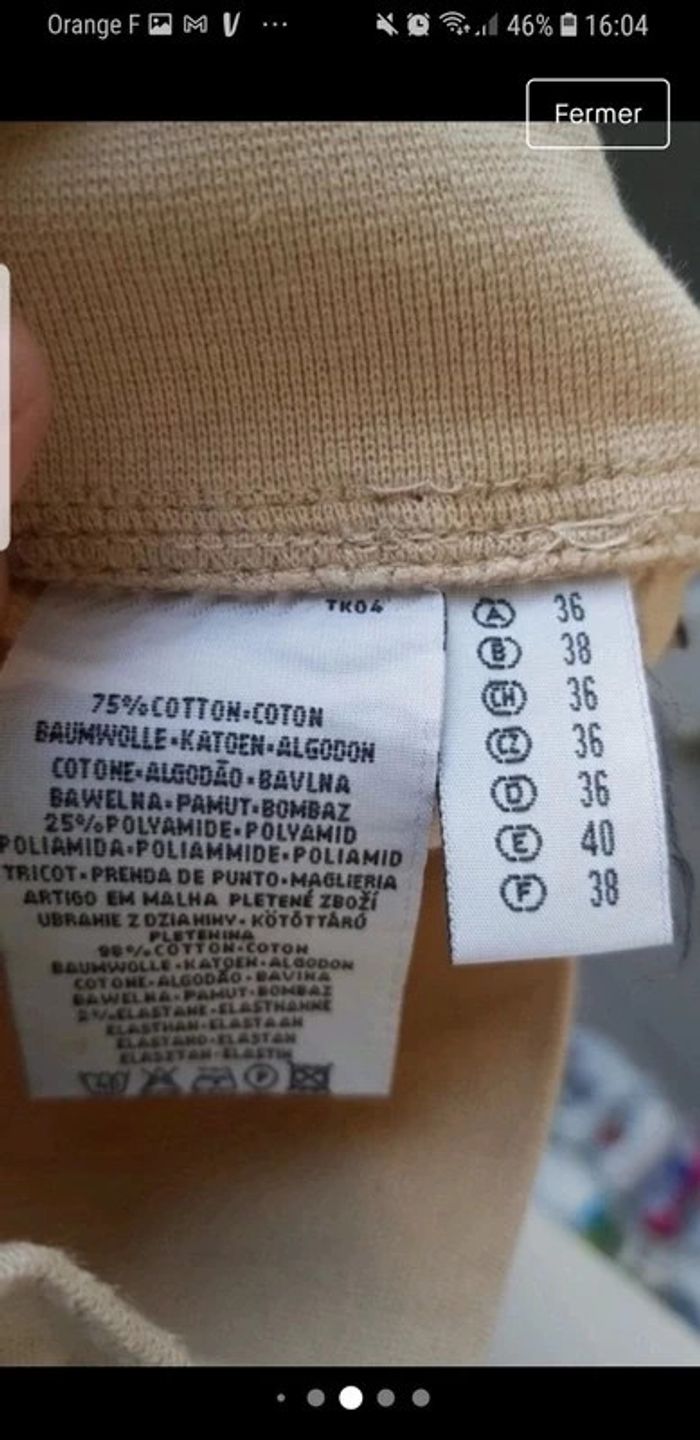 Orange F
46% 16:04
Fermer
TK04
75%COTTON•COTON
BAUMWOLLE•KATOEN•ALGODON
COTONE•ALGODÃO•BAVLNA
BAWELNA•PAMUT•BOMBAZ
25%POLYAMIDE•POLYAMID
POLIAMIDA•POLIAMMIDE•POLIAMID
TRICOT•PRENDA DE PUNTO•MAGLIERIA
ARTIGO EM MALHA PLETENÉ ZBOŽÍ
UBRANIE Z DZIANINY•KÖTÖTTÁRÚ
PLETENINA
98%COTTON•COTON
BAUMWOLLE•KATOEN•ALGODON
COTONE•ALGODÃO•BAVLNA
BAWELNA•PAMUT•BOMBAZ
2%ELASTANE•ELASTHANNE
ELASTHAN•ELASTAAN
ELASTANO•ELASTAN
ELASZTAN•ELASTIN
40 P
A 36
B 38
CH 36
CZ 36
D 36
E 40
F 38